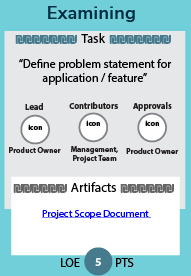 Examining
Task
“Define problem statement for
application / feature”
Lead
Contributors
Approvals
icon
icon
icon
Product Owner
Management,
Project Team
Product Owner
Artifacts
Project Scope Document
LOE 5 PTS